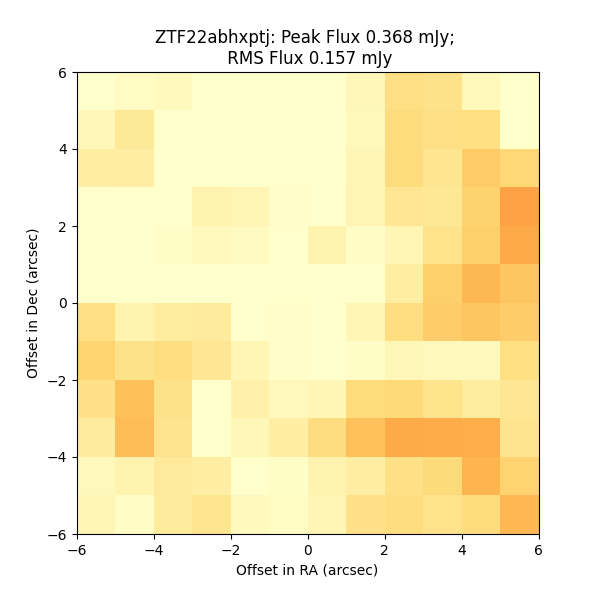 ZTF22abhxptj: Peak Flux 0.368 mJy;
RMS Flux 0.157 mJy
6
4
2
0
−2
−4
−6
Offset in Dec (arcsec)
−6 −4 −2 0 2 4 6
Offset in RA (arcsec)